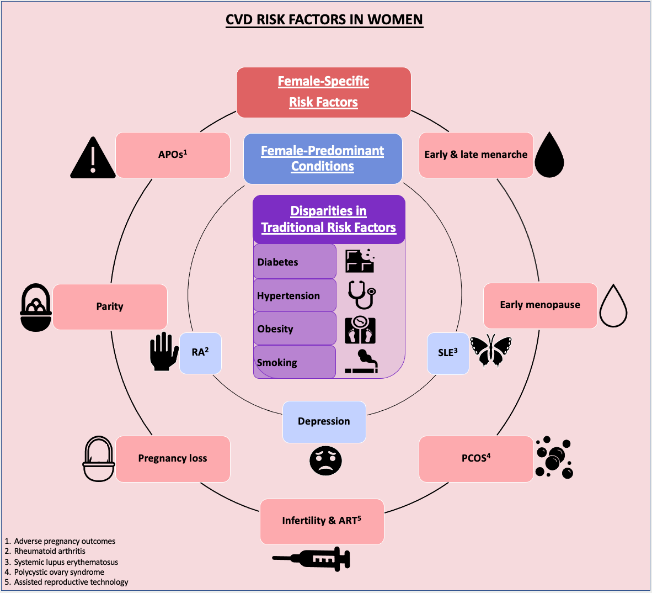 CVD RISK FACTORS IN WOMEN
Female-Specific
Risk Factors
APOs¹
Female-Predominant
Conditions
Early & late menarche
Disparities in
Traditional Risk Factors
Diabetes
Hypertension
Obesity
Smoking
Parity
Early menopause
RA²
SLE³
Depression
Pregnancy loss
PCOS⁴
Infertility & ART⁵
1. Adverse pregnancy outcomes
2. Rheumatoid arthritis
3. Systemic lupus erythematosus
4. Polycystic ovary syndrome
5. Assisted reproductive technology